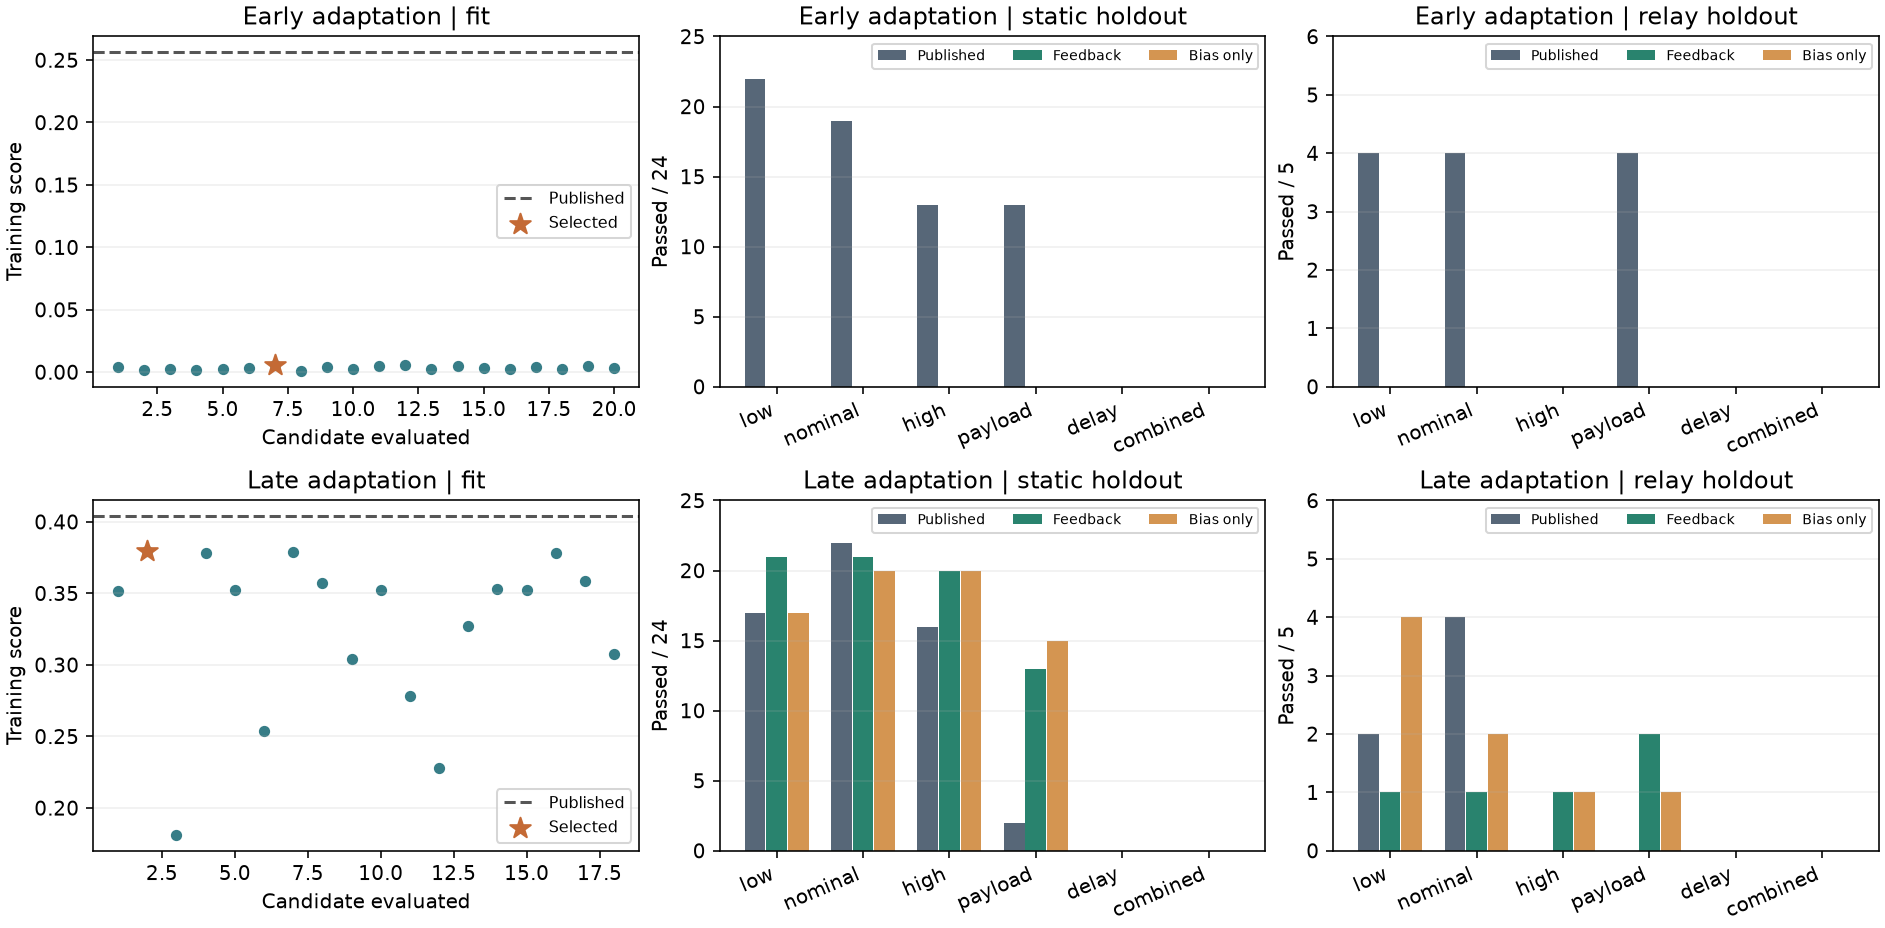 Early adaptation | fit
Training score
0.25
0.20
0.15
0.10
0.05
0.00
Published
Selected
2.5 5.0 7.5 10.0 12.5 15.0 17.5 20.0
Candidate evaluated
Early adaptation | static holdout
Passed / 24
25
20
15
10
5
0
Published Feedback Bias only
low nominal high payload delay combined
Early adaptation | relay holdout
Passed / 5
6
5
4
3
2
1
0
Published Feedback Bias only
low nominal high payload delay combined
Late adaptation | fit
Training score
0.40
0.35
0.30
0.25
0.20
Published
Selected
2.5 5.0 7.5 10.0 12.5 15.0 17.5
Candidate evaluated
Late adaptation | static holdout
Passed / 24
25
20
15
10
5
0
Published Feedback Bias only
low nominal high payload delay combined
Late adaptation | relay holdout
Passed / 5
6
5
4
3
2
1
0
Published Feedback Bias only
low nominal high payload delay combined